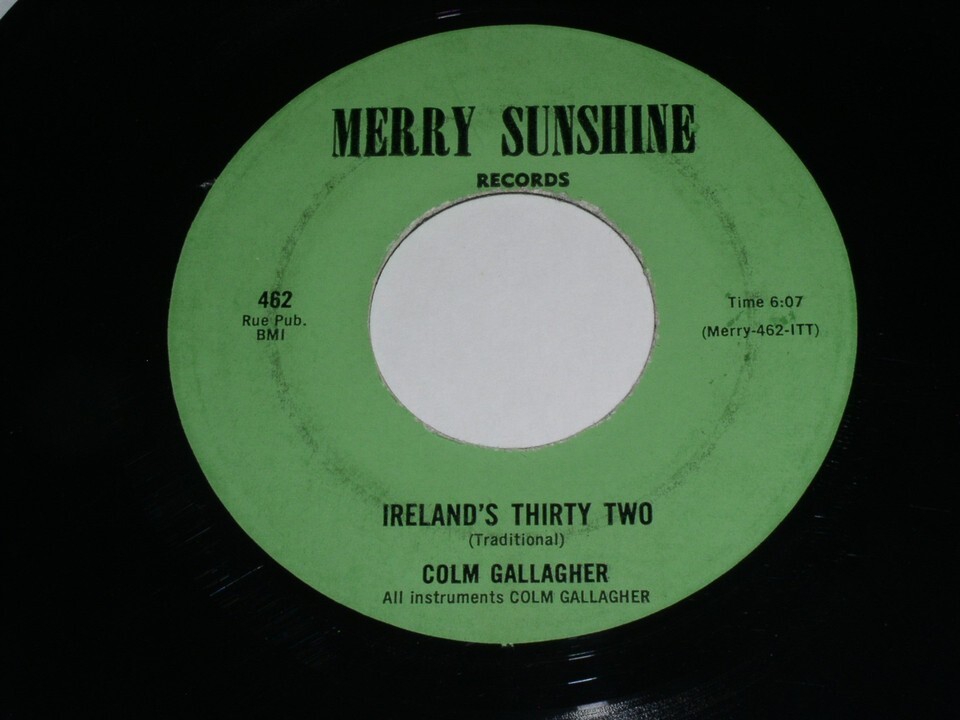 MERRY SUNSHINE
RECORDS
462
Rue Pub.
BMI
Time 6:07
(Merry-462-ITT)
IRELAND'S THIRTY TWO
(Traditional)
COLM GALLAGHER
All instruments COLM GALLAGHER